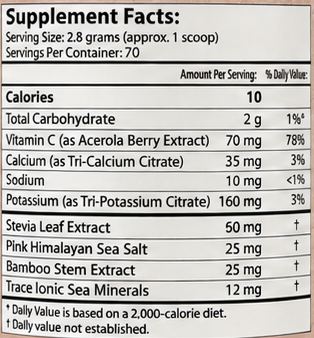 Supplement Facts:
Serving Size: 2.8 grams (approx. 1 scoop)
Servings Per Container: 70
Amount Per Serving: % Daily Value:
Calories 10
Total Carbohydrate 2 g 1%*
Vitamin C (as Acerola Berry Extract) 70 mg 78%
Calcium (as Tri-Calcium Citrate) 35 mg 3%
Sodium 10 mg <1%
Potassium (as Tri-Potassium Citrate) 160 mg 3%
Stevia Leaf Extract 50 mg †
Pink Himalayan Sea Salt 25 mg †
Bamboo Stem Extract 25 mg †
Trace Ionic Sea Minerals 12 mg †
* Daily Value is based on a 2,000-calorie diet.
† Daily value not established.